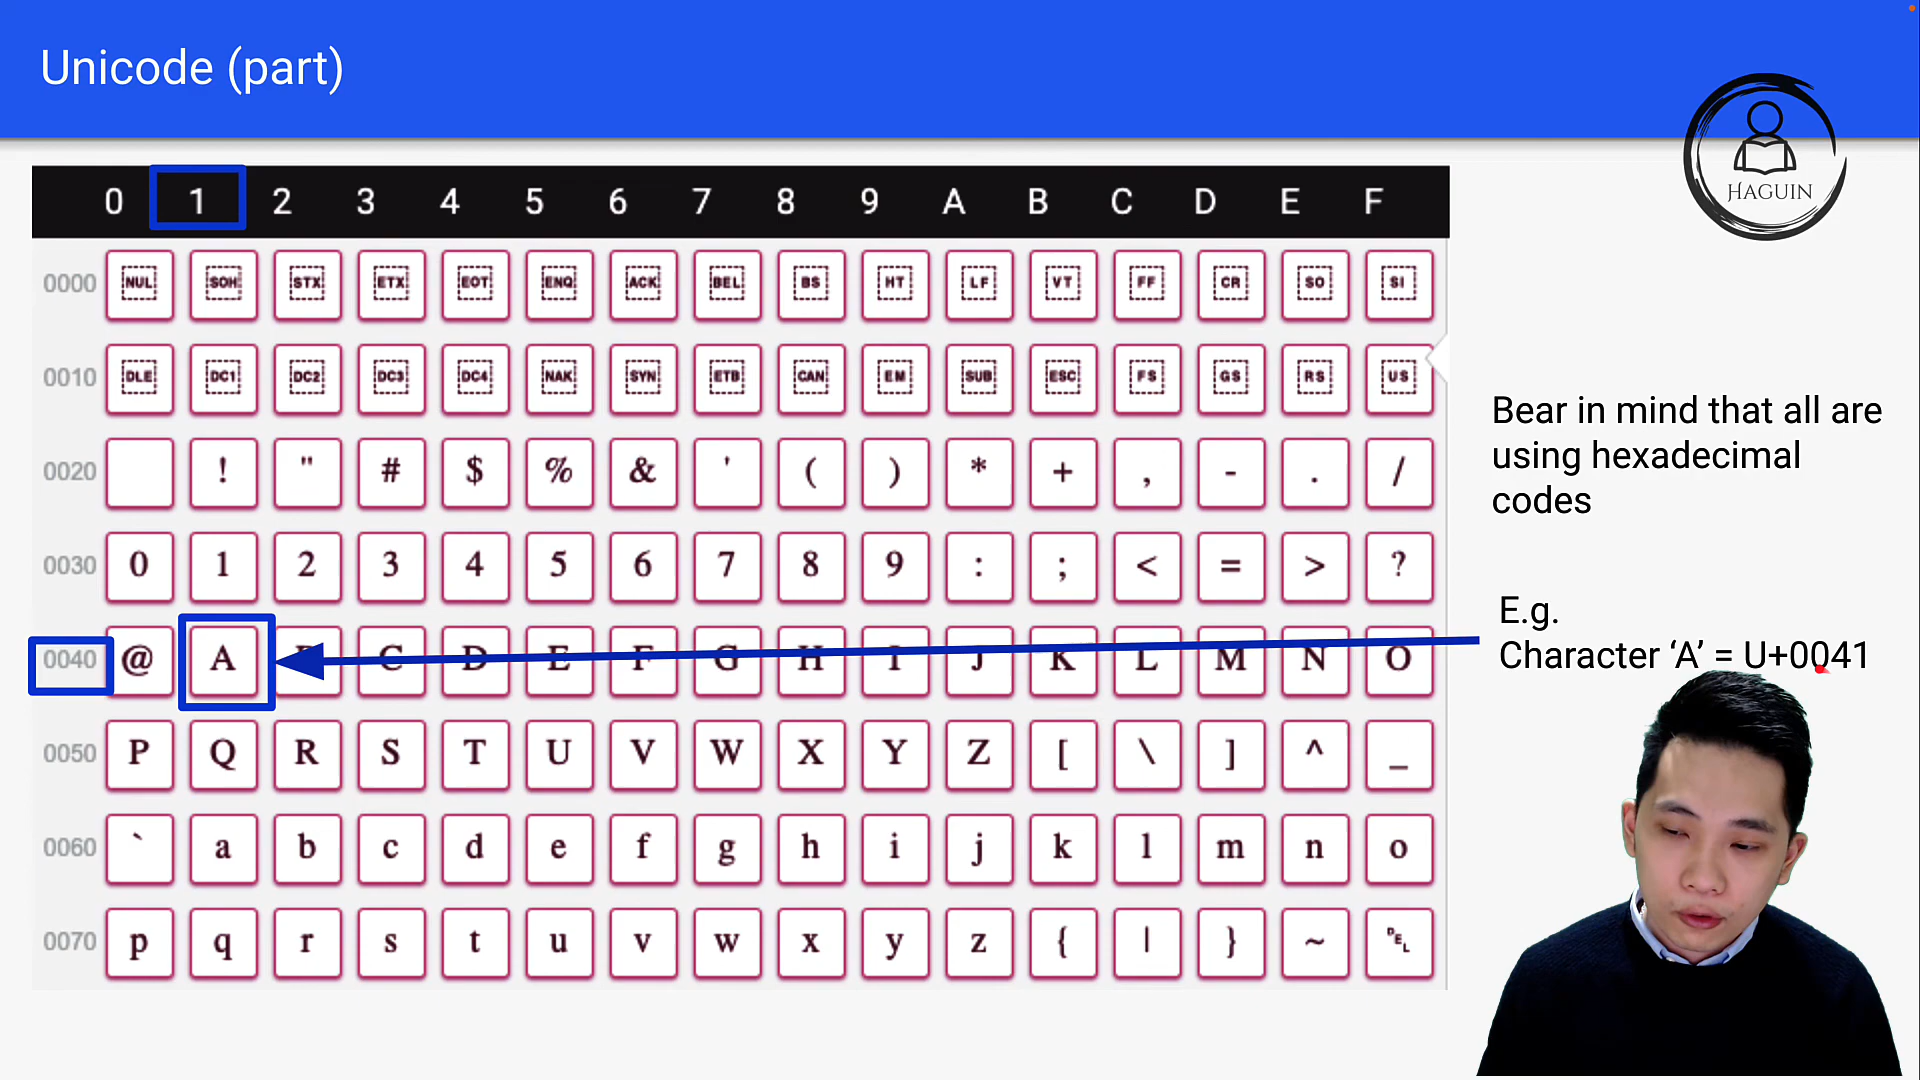 Unicode (part)
HAGUIN
0 1 2 3 4 5 6 7 8 9 A B C D E F
0000 NUL SOH STX ETX EOT ENQ ACK BEL BS HT LF VT FF CR SO SI
0010 DLE DC1 DC2 DC3 DC4 NAK SYN ETB CAN EM SUB ESC FS GS RS US
0020 ! " # $ % & ' ( ) * + , - . /
0030 0 1 2 3 4 5 6 7 8 9 : ; < = > ?
0040 @ A C D E F G H I J K L M N O
0050 P Q R S T U V W X Y Z [ \ ] ^ _
0060 ` a b c d e f g h i j k l m n o
0070 p q r s t u v w x y z { | } ~ DEL
Bear in mind that all are
using hexadecimal
codes
E.g.
Character ‘A’ = U+0041